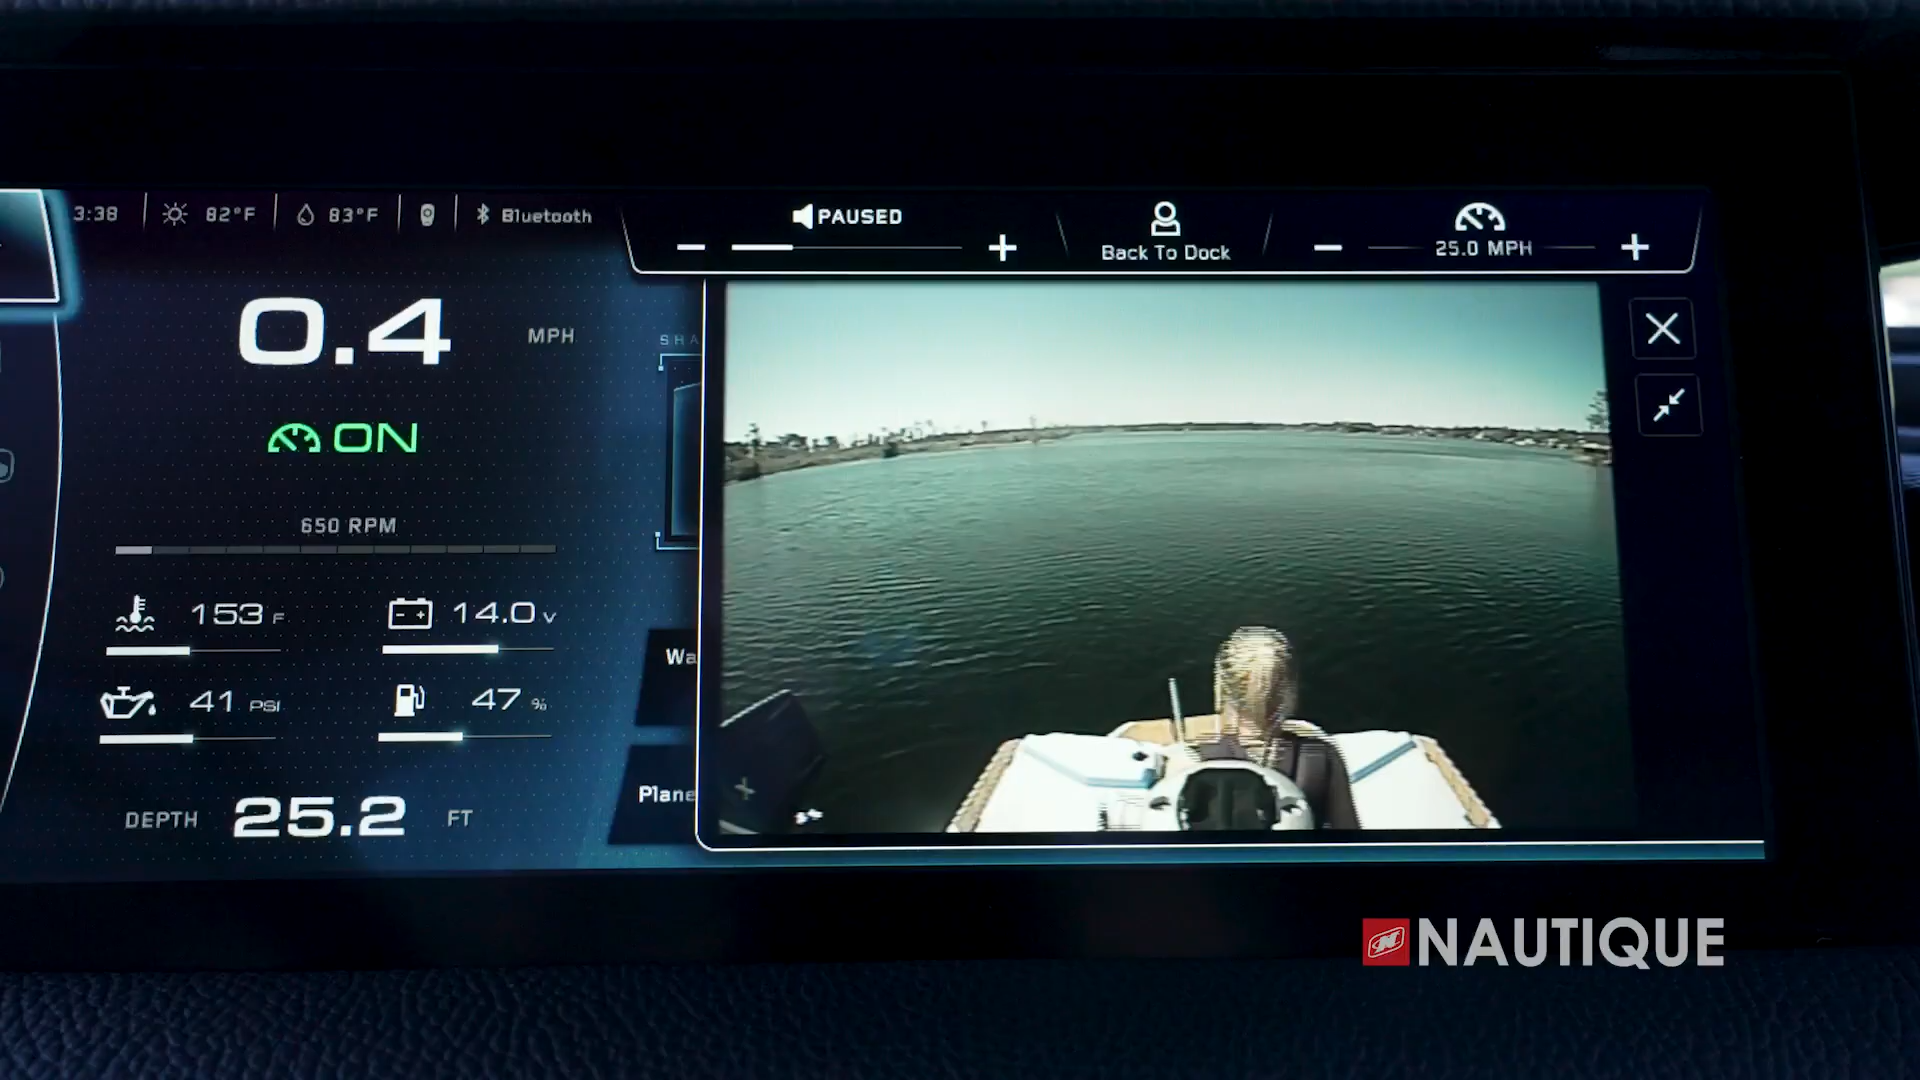 3:38
82°F
83°F
Bluetooth
PAUSED
Back To Dock
25.0 MPH
0.4 MPH
ON
650 RPM
153 F
14.0 V
41 PSI
47 %
DEPTH 25.2 FT
SHA
Wa
Plane
NAUTIQUE